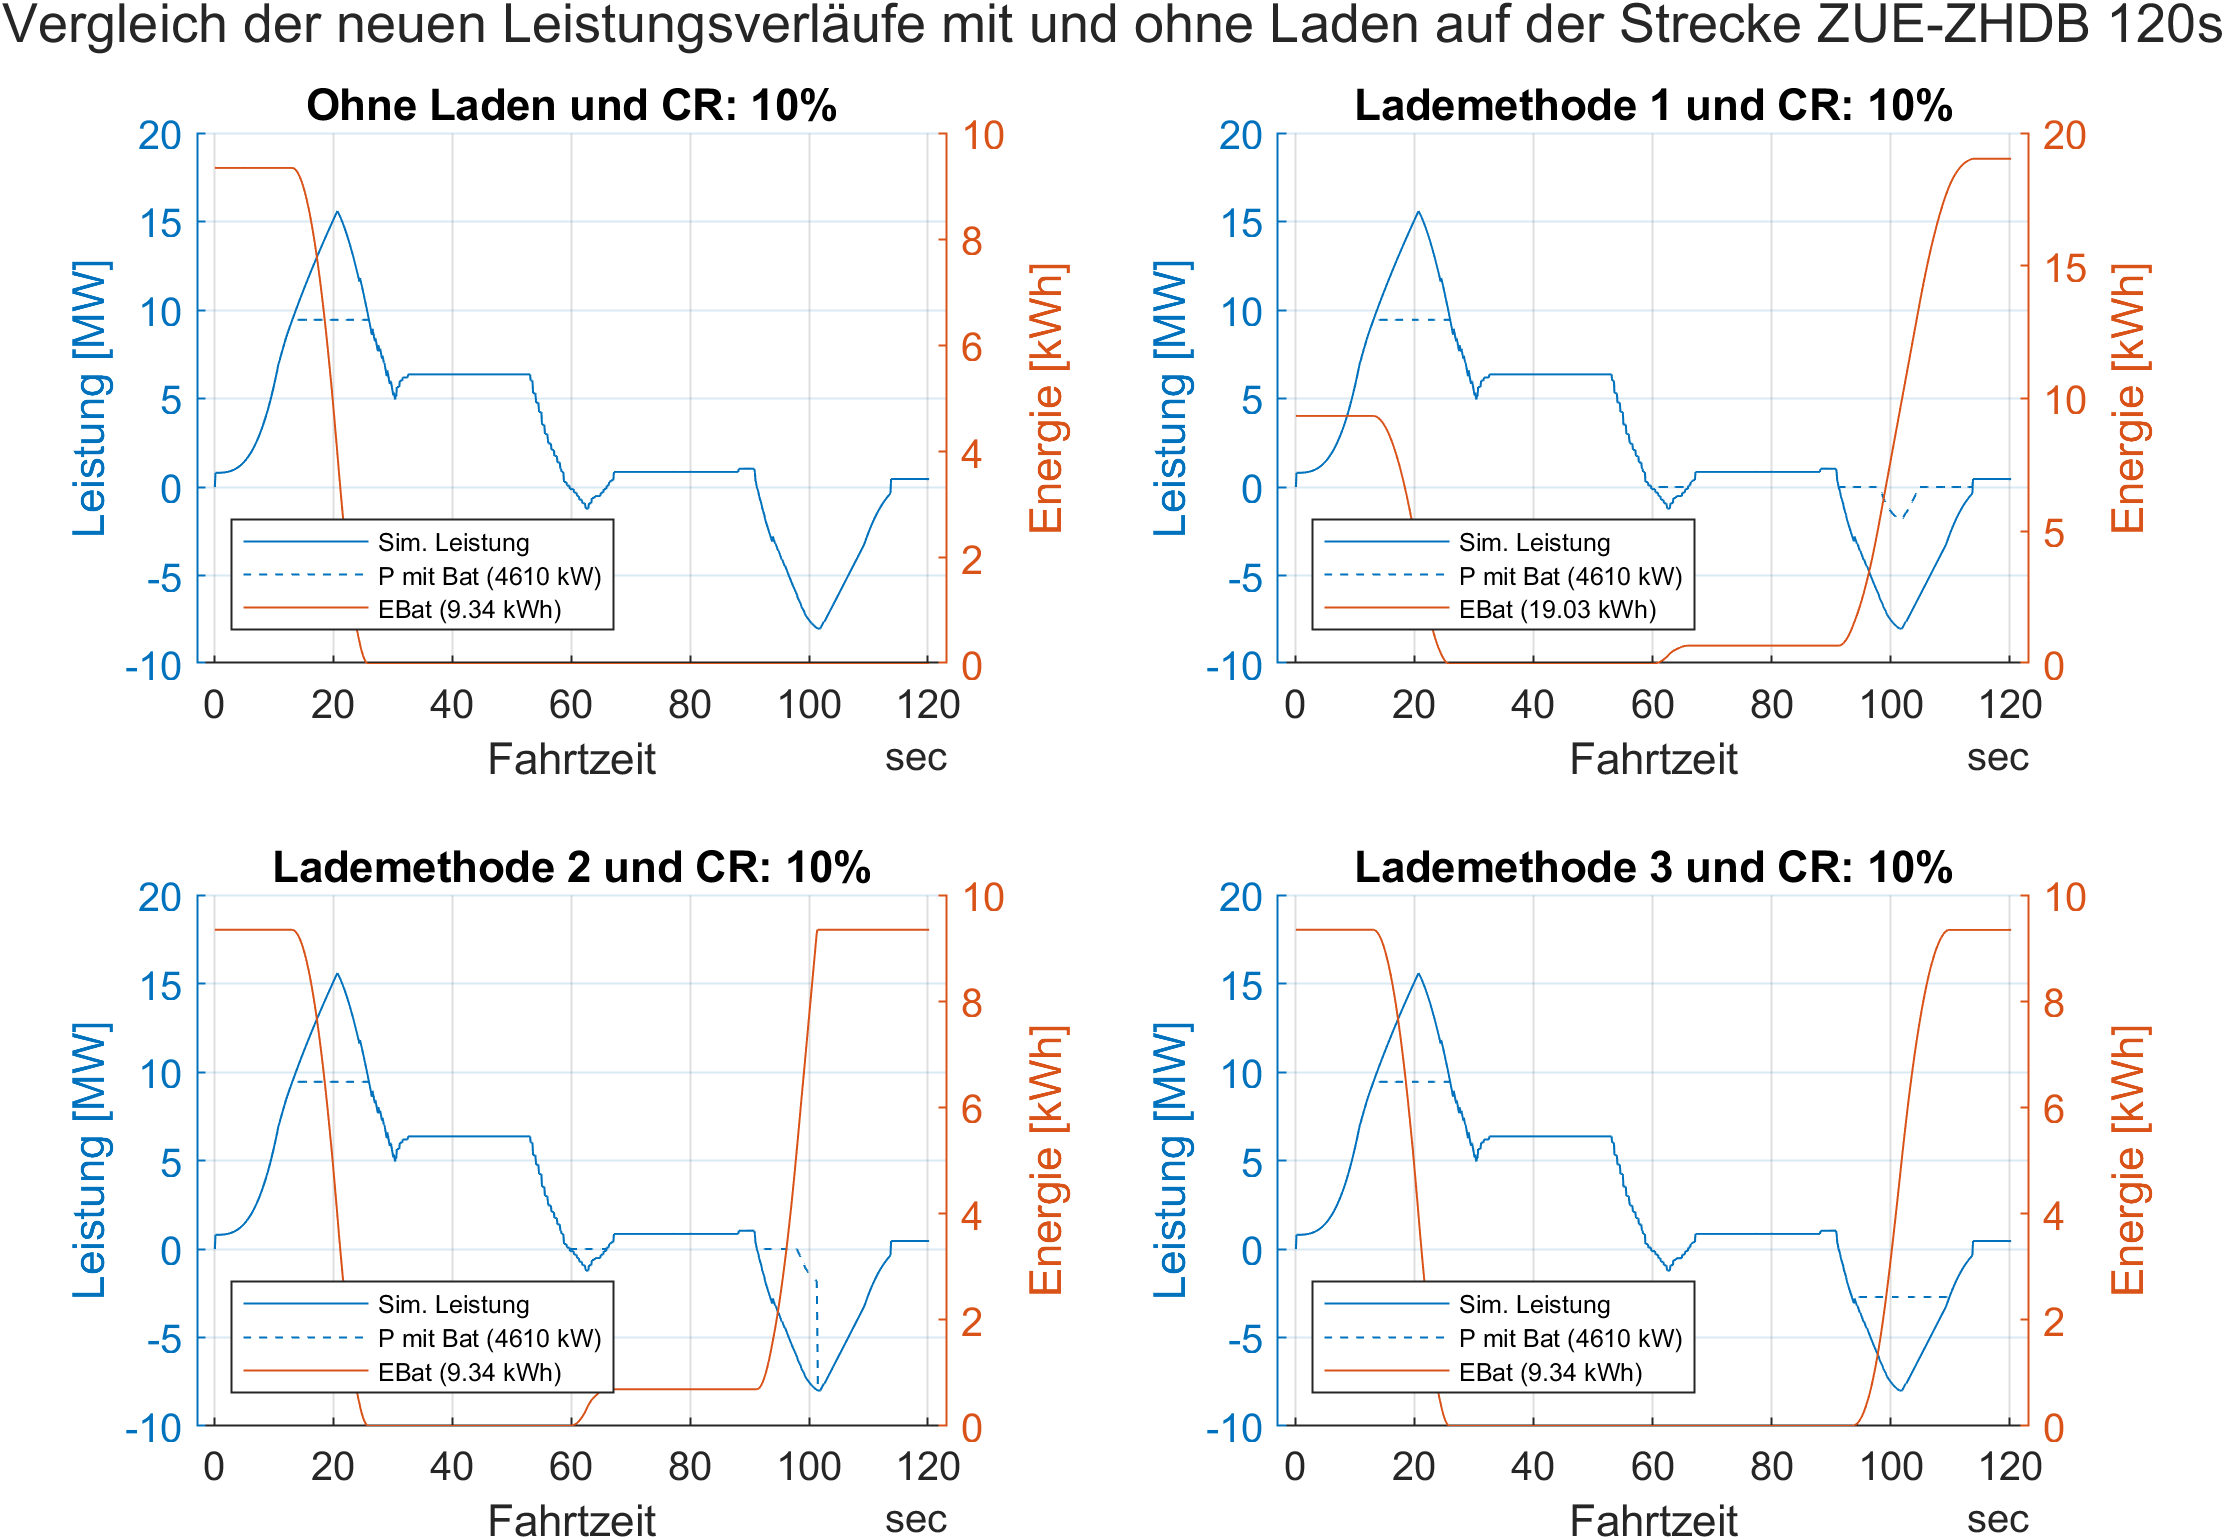 Vergleich der neuen Leistungsverläufe mit und ohne Laden auf der Strecke ZUE-ZHDB 120s
Ohne Laden und CR: 10%
20
15
10
5
0
-5
-10
Leistung [MW]
10
8
6
4
2
0
Energie [kWh]
Sim. Leistung
P mit Bat (4610 kW)
EBat (9.34 kWh)
0 20 40 60 80 100 120
Fahrtzeit
sec
Lademethode 1 und CR: 10%
20
15
10
5
0
-5
-10
Leistung [MW]
20
15
10
5
0
Energie [kWh]
Sim. Leistung
P mit Bat (4610 kW)
EBat (19.03 kWh)
0 20 40 60 80 100 120
Fahrtzeit
sec
Lademethode 2 und CR: 10%
20
15
10
5
0
-5
-10
Leistung [MW]
10
8
6
4
2
0
Energie [kWh]
Sim. Leistung
P mit Bat (4610 kW)
EBat (9.34 kWh)
0 20 40 60 80 100 120
Fahrtzeit
sec
Lademethode 3 und CR: 10%
20
15
10
5
0
-5
-10
Leistung [MW]
10
8
6
4
2
0
Energie [kWh]
Sim. Leistung
P mit Bat (4610 kW)
EBat (9.34 kWh)
0 20 40 60 80 100 120
Fahrtzeit
sec